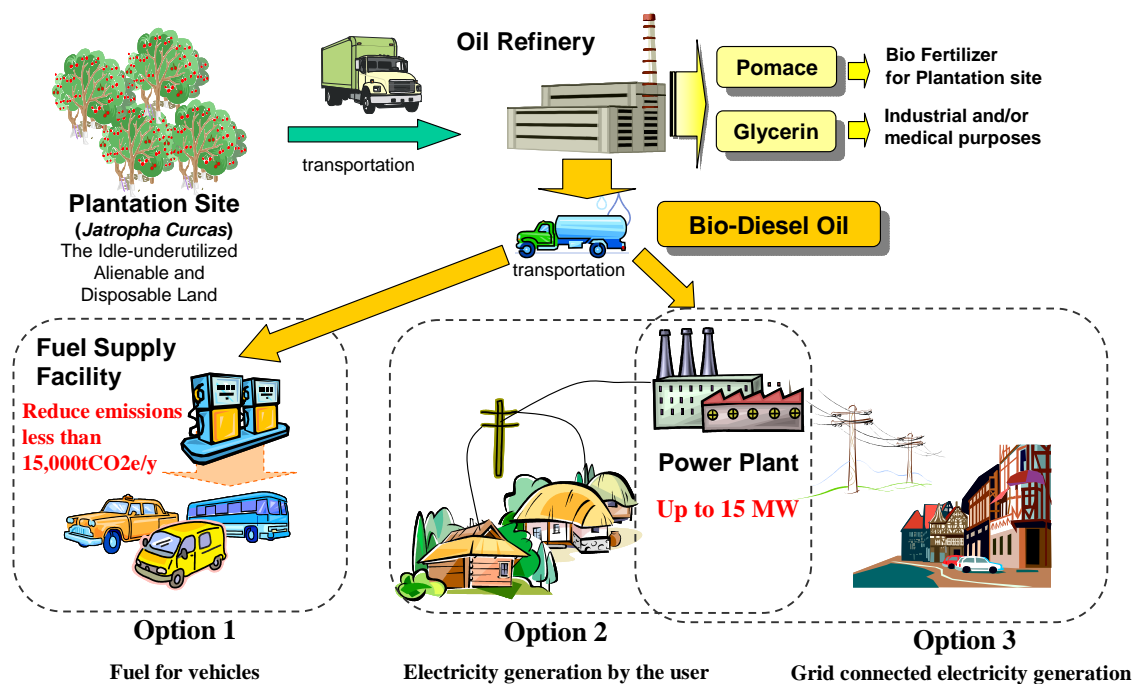 Oil Refinery
Pomace
Bio Fertilizer
for Plantation site
Glycerin
Industrial and/or
medical purposes
transportation
Plantation Site
(Jatropha Curcas)
The Idle-underutilized
Alienable and
Disposable Land
Bio-Diesel Oil
transportation
Fuel Supply
Facility
Reduce emissions
less than
15,000tCO2e/y
Power Plant
Up to 15 MW
Option 1
Option 2
Option 3
Fuel for vehicles
Electricity generation by the user
Grid connected electricity generation